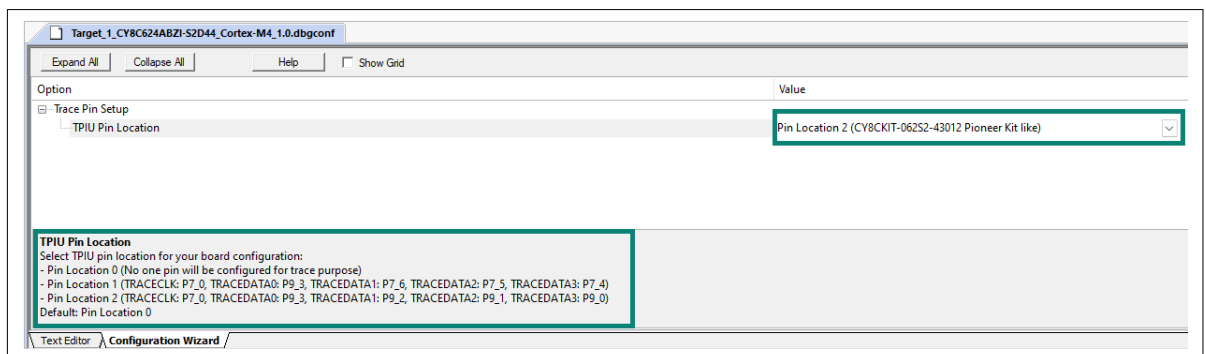 Target_1_CY8C624ABZI-S2D44_Cortex-M4_1.0.dbgconf
Expand All Collapse All Help Show Grid
Option Value
Trace Pin Setup
TPIU Pin Location Pin Location 2 (CY8CKIT-062S2-43012 Pioneer Kit like)
TPIU Pin Location
Select TPIU pin location for your board configuration:
- Pin Location 0 (No one pin will be configured for trace purpose)
- Pin Location 1 (TRACECLK: P7_0, TRACEDATA0: P9_3, TRACEDATA1: P7_6, TRACEDATA2: P7_5, TRACEDATA3: P7_4)
- Pin Location 2 (TRACECLK: P7_0, TRACEDATA0: P9_3, TRACEDATA1: P9_2, TRACEDATA2: P9_1, TRACEDATA3: P9_0)
Default: Pin Location 0
Text Editor Configuration Wizard